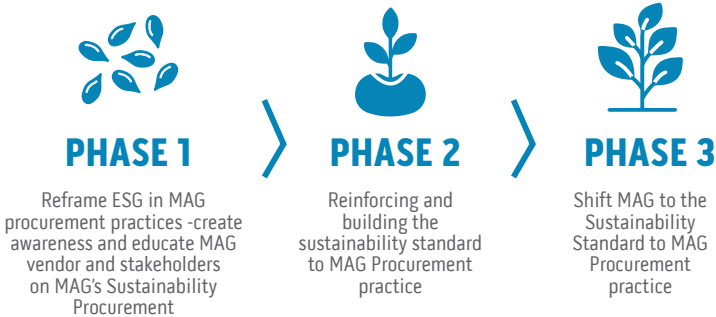 PHASE 1
Reframe ESG in MAG
procurement practices -create
awareness and educate MAG
vendor and stakeholders
on MAG's Sustainability
Procurement
PHASE 2
Reinforcing and
building the
sustainability standard
to MAG Procurement
practice
PHASE 3
Shift MAG to the
Sustainability
Standard to MAG
Procurement
practice